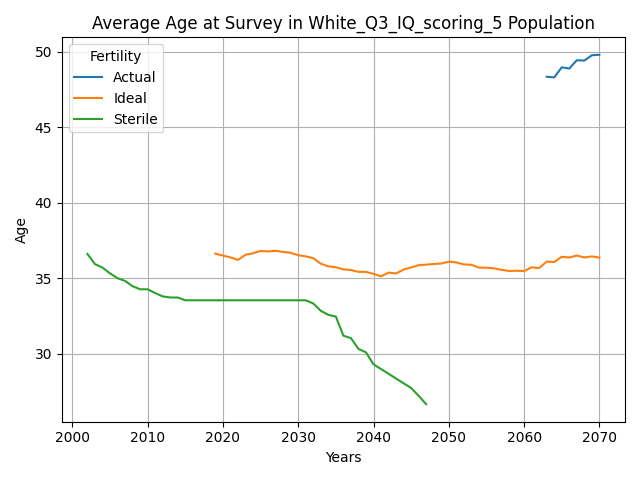 Average Age at Survey in White_Q3_IQ_scoring_5 Population
Fertility
Actual
Ideal
Sterile
Age
50
45
40
35
30
2000 2010 2020 2030 2040 2050 2060 2070
Years